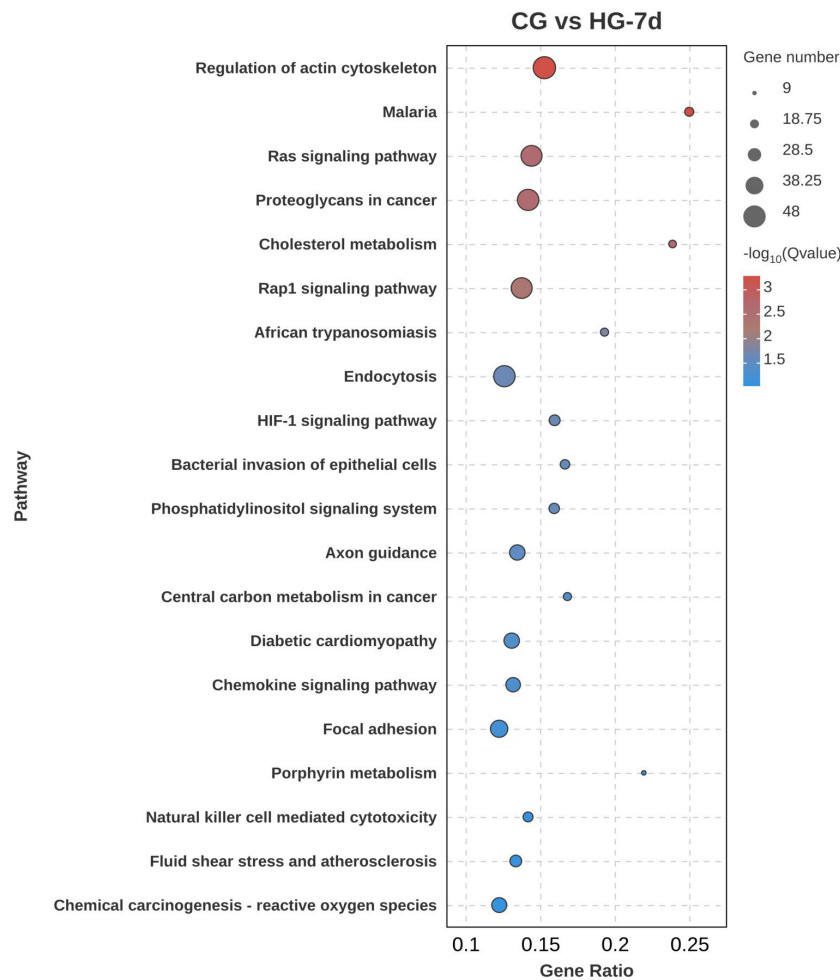 CG vs HG-7d
Regulation of actin cytoskeleton
Malaria
Ras signaling pathway
Proteoglycans in cancer
Cholesterol metabolism
Rap1 signaling pathway
African trypanosomiasis
Endocytosis
HIF-1 signaling pathway
Bacterial invasion of epithelial cells
Phosphatidylinositol signaling system
Axon guidance
Central carbon metabolism in cancer
Diabetic cardiomyopathy
Chemokine signaling pathway
Focal adhesion
Porphyrin metabolism
Natural killer cell mediated cytotoxicity
Fluid shear stress and atherosclerosis
Chemical carcinogenesis - reactive oxygen species
Pathway
0.1 0.15 0.2 0.25
Gene Ratio
Gene number
9
18.75
28.5
38.25
48
-log10(Qvalue)
3
2.5
2
1.5